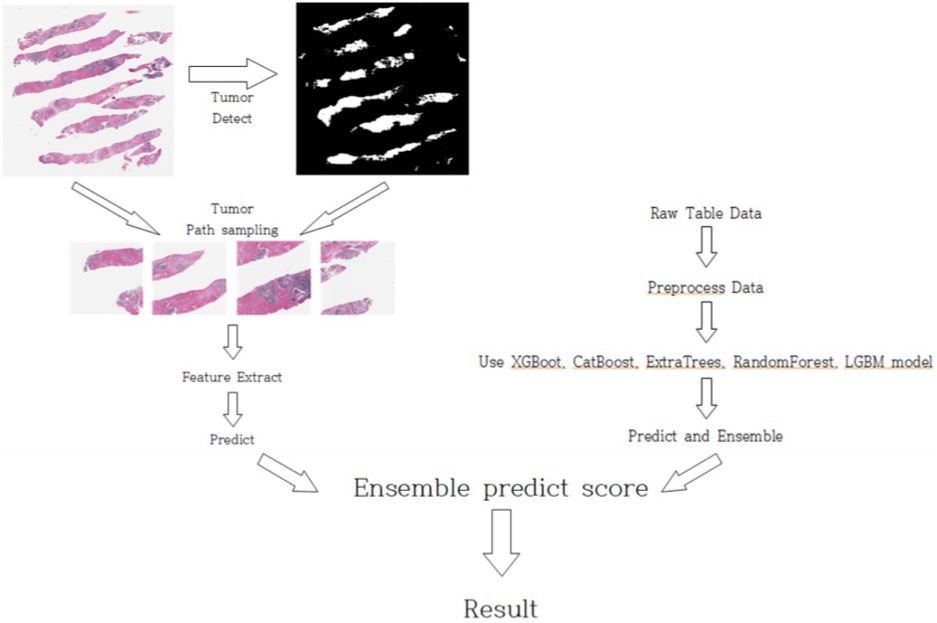 Tumor
Detect
Tumor
Path sampling
Feature Extract
Predict
Raw Table Data
Preprocess Data
Use XGBoot, CatBoost, ExtraTrees, RandomForest, LGBM model
Predict and Ensemble
Ensemble predict score
Result